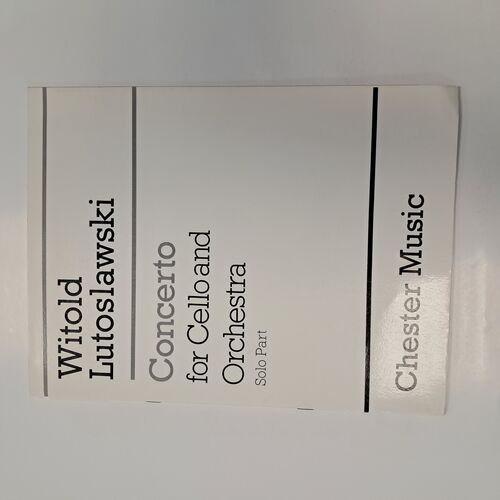 Witold
Lutoslawski
Concerto
for Cello and
Orchestra
Solo Part
Chester Music